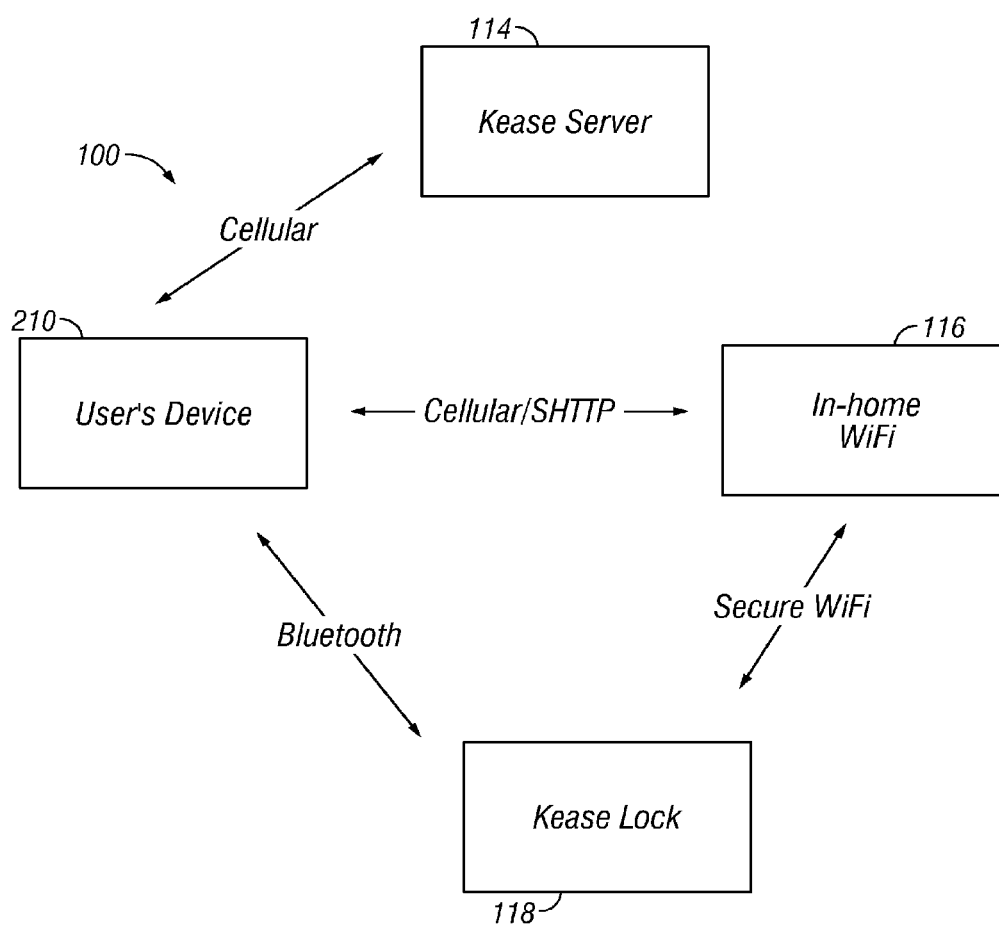 114
Kease Server
100
Cellular
210
116
User's Device
Cellular/SHTTP
In-home
WiFi
Secure WiFi
Bluetooth
Kease Lock
118